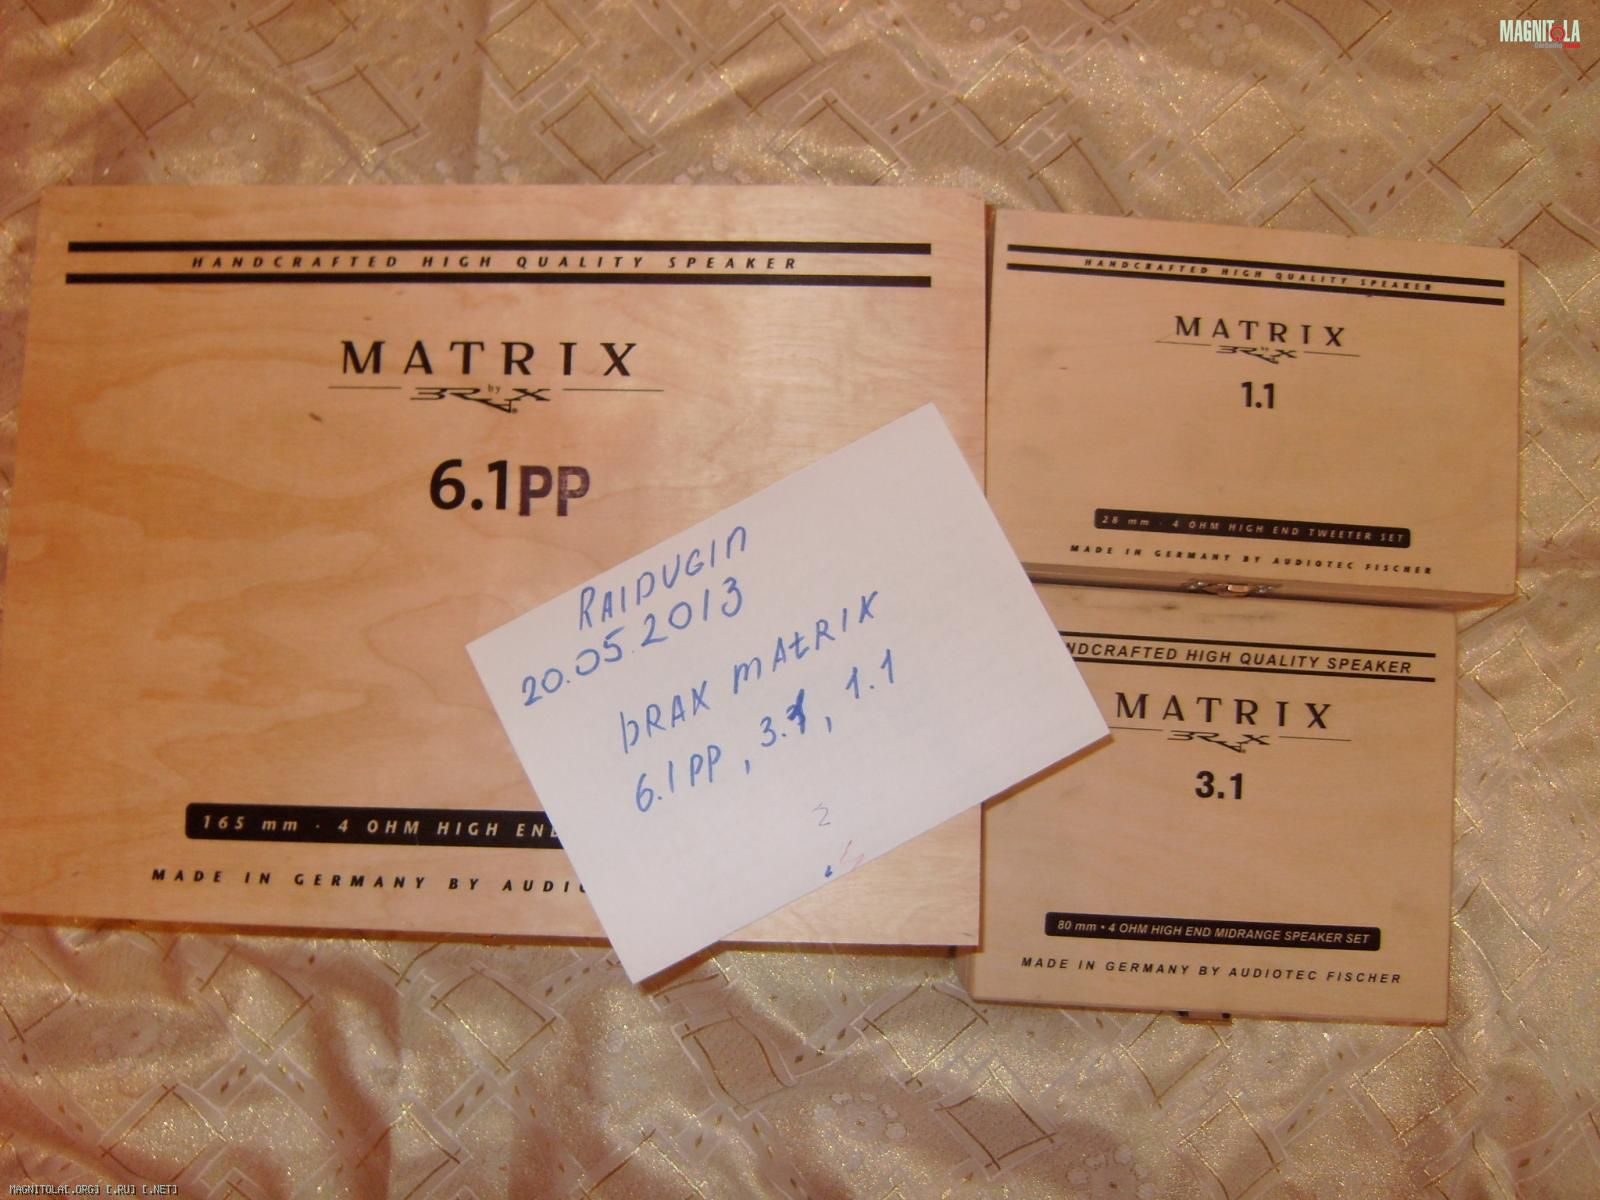 MAGNITOLA
HANDCRAFTED HIGH QUALITY SPEAKER
MATRIX
by BRAX
6.1PP
165 mm · 4 OHM HIGH EN
MADE IN GERMANY BY AUDIO
HANDCRAFTED HIGH QUALITY SPEAKER
MATRIX
by BRAX
1.1
28 mm · 4 OHM HIGH END TWEETER SET
MADE IN GERMANY BY AUDIOTEC FISCHER
RAIDUGIN
20.05.2013
bRAX mAtRIX
6.1PP, 3.1, 1.1
2
NDCRAFTED HIGH QUALITY SPEAKER
MATRIX
BRAX
3.1
80 mm • 4 OHM HIGH END MIDRANGE SPEAKER SET
MADE IN GERMANY BY AUDIOTEC FISCHER
MAGNITOLA[.ORG] [.RU] [.NET]